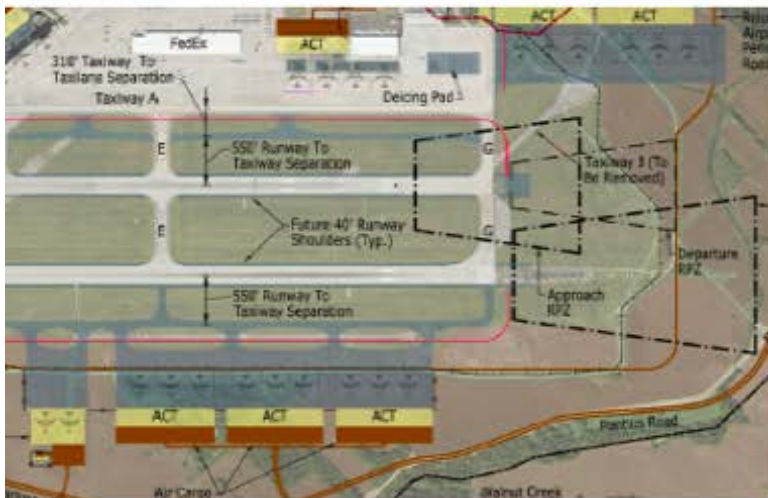 ACT
ACT
FedEx
ACT
310' Taxiway To
Taxilane Separation
Taxiway A
Deicing Pad
E
550' Runway To
Taxiway Separation
G
Taxiway 3 (To
Be Removed)
E
Future 40' Runway
Shoulders (Typ.)
G
Departure
RPZ
550' Runway To
Taxiway Separation
Approach
RPZ
ACT
ACT
ACT
Pontius Road
Air Cargo
Walnut Creek